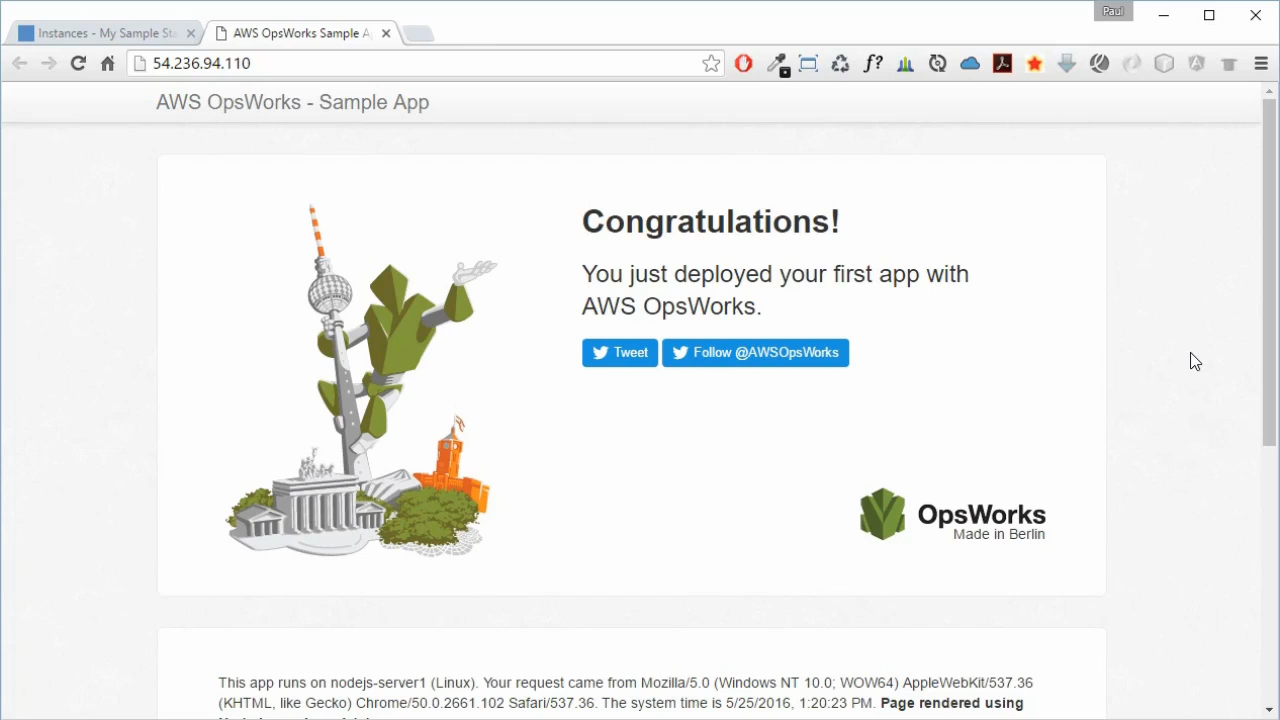 Paul
Instances - My Sample Sta
AWS OpsWorks Sample A
54.236.94.110
f?
AWS OpsWorks - Sample App
Congratulations!
You just deployed your first app with
AWS OpsWorks.
Tweet
Follow @AWSOpsWorks
OpsWorks
Made in Berlin
This app runs on nodejs-server1 (Linux). Your request came from Mozilla/5.0 (Windows NT 10.0; WOW64) AppleWebKit/537.36
(KHTML, like Gecko) Chrome/50.0.2661.102 Safari/537.36. The system time is 5/25/2016, 1:20:23 PM. Page rendered using